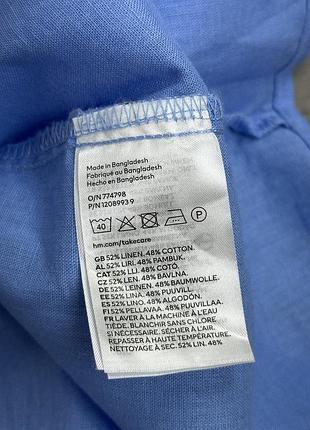 Made in Bangladesh
Fabriqué au Bangladesh
Hecho en Bangladesh
O/N 774798
P/N 1208993 9
40
P
hm.com/takecare
GB 52% LINEN. 48% COTTON.
AL 52% LIRI. 48% PAMBUK.
CAT 52% LLI. 48% COTÓ.
CZ 52% LEN. 48% BAVLNA.
DE 52% LEINEN. 48% BAUMWOLLE.
EE 52% LINA. 48% PUUVILL.
ES 52% LINO. 48% ALGODÓN.
FI 52% PELLAVA. 48% PUUVILLA.
FR LAVER À LA MACHINE À L'EAU
TIÈDE. BLANCHIR SANS CHLORE
SI NÉCESSAIRE. SÉCHER À L'AIR.
REPASSER À HAUTE TEMPÉRATURE.
NETTOYAGE À SEC. 52% LIN. 48%